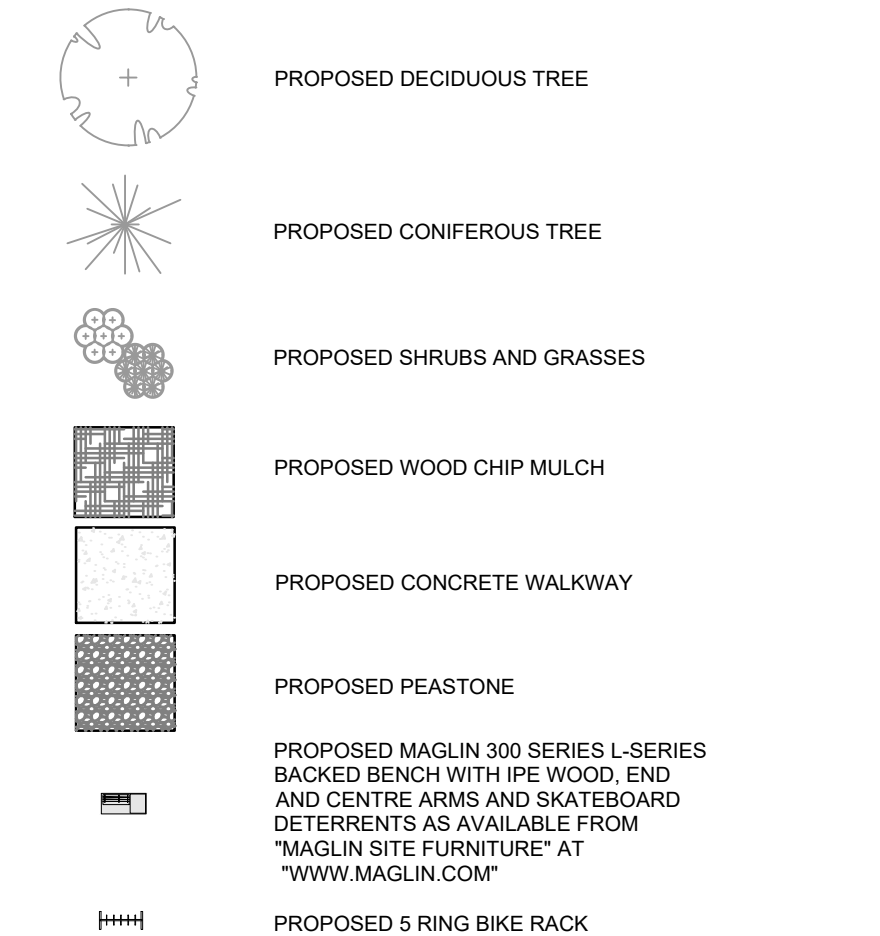 PROPOSED DECIDUOUS TREE
PROPOSED CONIFEROUS TREE
PROPOSED SHRUBS AND GRASSES
PROPOSED WOOD CHIP MULCH
PROPOSED CONCRETE WALKWAY
PROPOSED PEASTONE
PROPOSED MAGLIN 300 SERIES L-SERIES
BACKED BENCH WITH IPE WOOD, END
AND CENTRE ARMS AND SKATEBOARD
DETERRENTS AS AVAILABLE FROM
"MAGLIN SITE FURNITURE" AT
"WWW.MAGLIN.COM"
PROPOSED 5 RING BIKE RACK